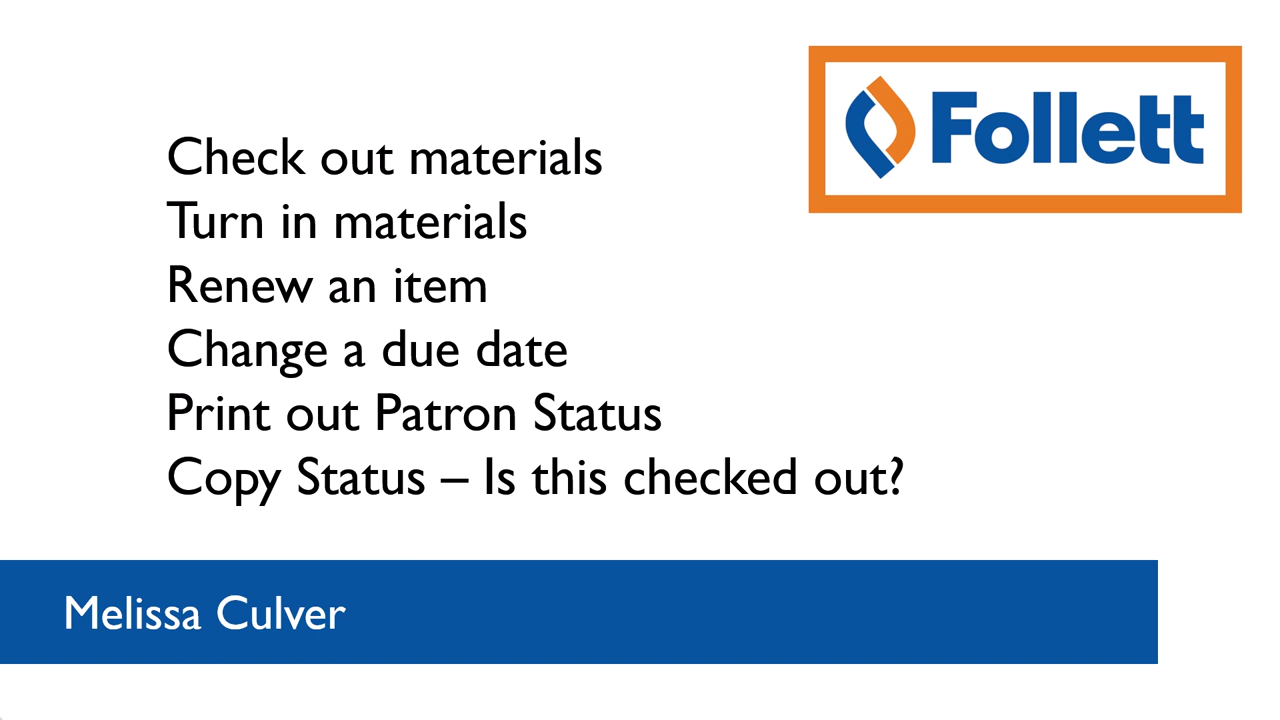 Follett
Check out materials
Turn in materials
Renew an item
Change a due date
Print out Patron Status
Copy Status – Is this checked out?
Melissa Culver